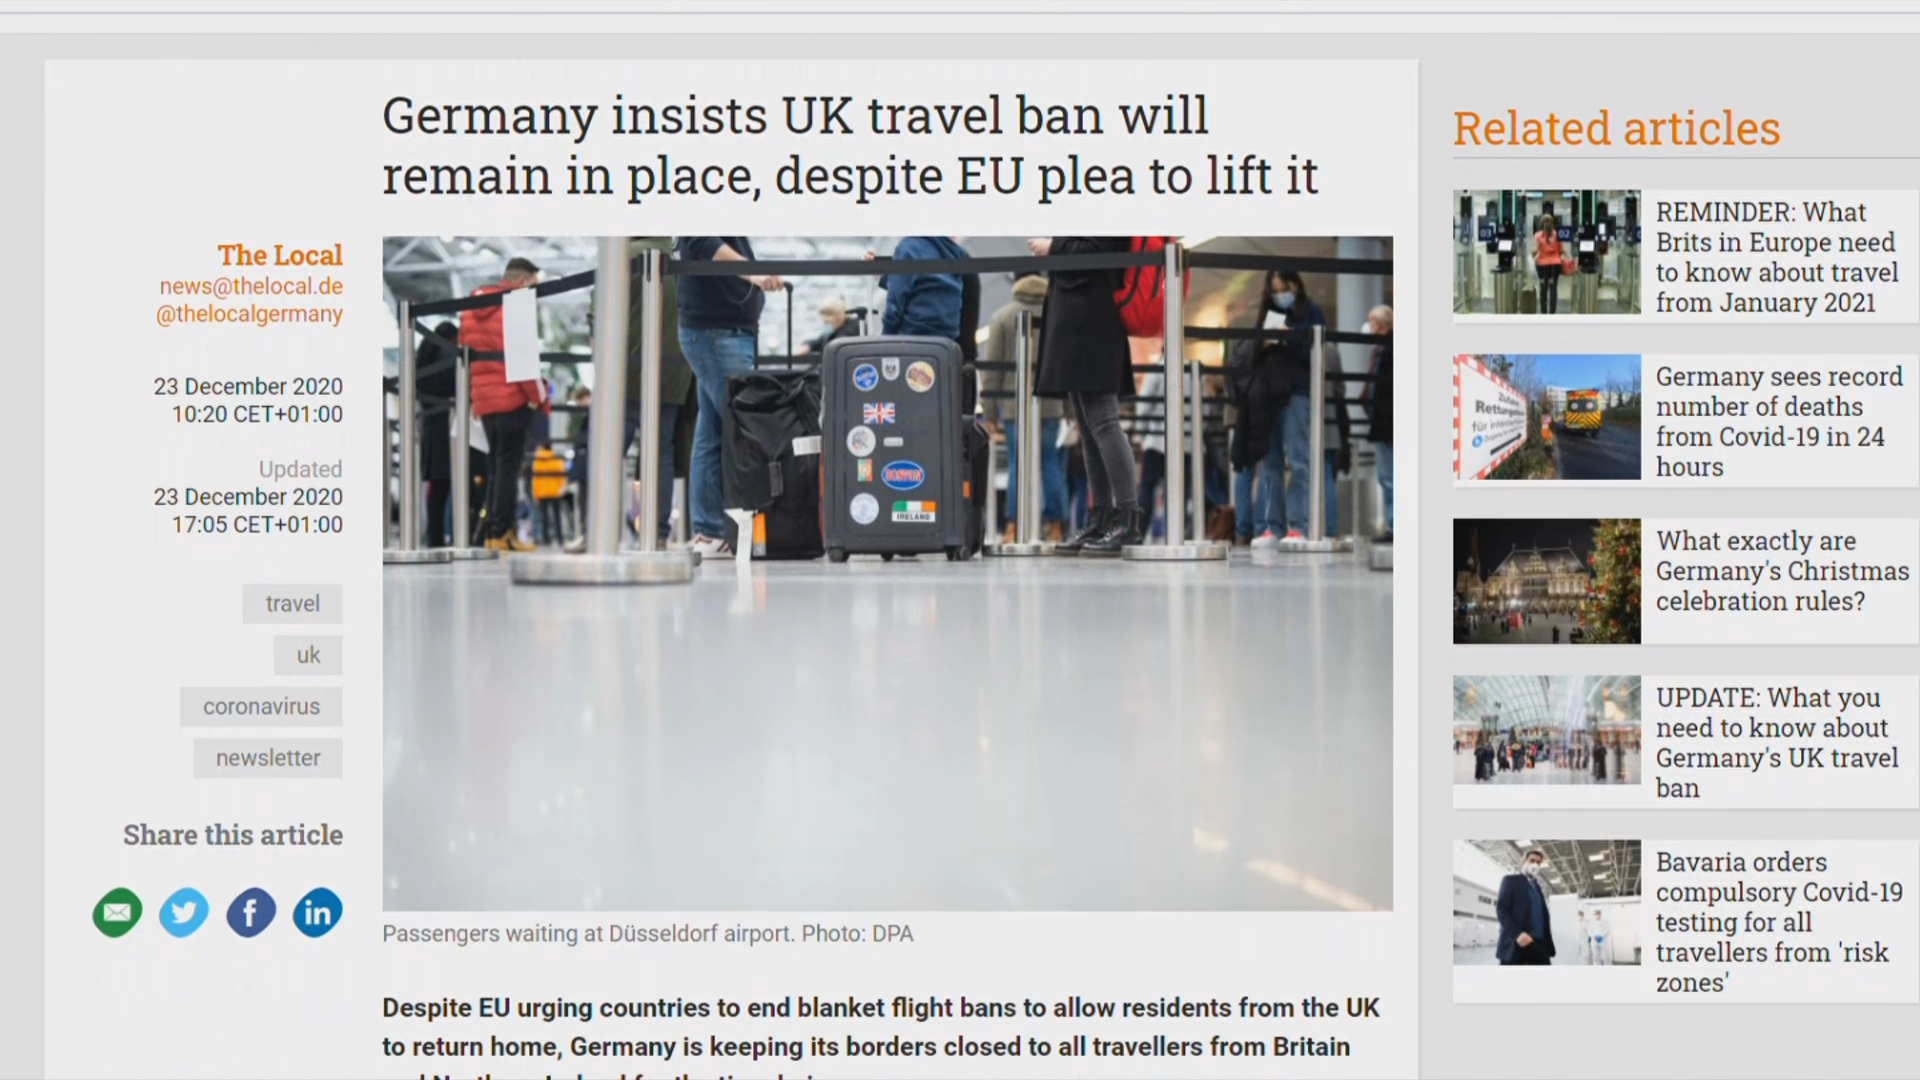 Germany insists UK travel ban will
remain in place, despite EU plea to lift it
The Local
news@thelocal.de
@thelocalgermany
23 December 2020
10:20 CET+01:00
Updated
23 December 2020
17:05 CET+01:00
travel
uk
coronavirus
newsletter
Share this article
BOSTON
IRELAND
Passengers waiting at Düsseldorf airport. Photo: DPA
Despite EU urging countries to end blanket flight bans to allow residents from the UK
to return home, Germany is keeping its borders closed to all travellers from Britain
Related articles
03
02
REMINDER: What
Brits in Europe need
to know about travel
from January 2021
Germany sees record
number of deaths
from Covid-19 in 24
hours
What exactly are
Germany's Christmas
celebration rules?
UPDATE: What you
need to know about
Germany's UK travel
ban
Bavaria orders
compulsory Covid-19
testing for all
travellers from 'risk
zones'